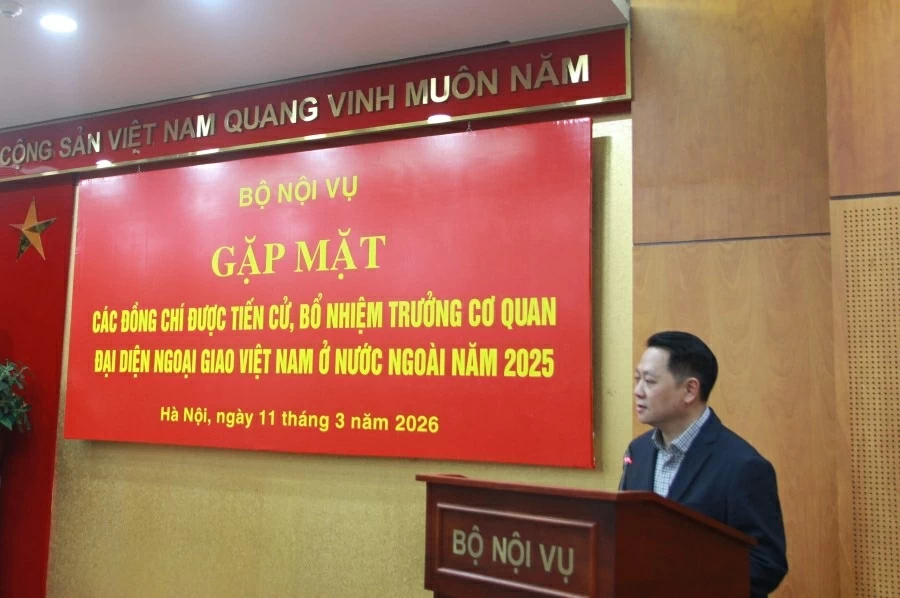 CỘNG SẢN VIỆT NAM QUANG VINH MUÔN NĂM
BỘ NỘI VỤ
GẶP MẶT
CÁC ĐỒNG CHÍ ĐƯỢC TIẾN CỬ, BỔ NHIỆM TRƯỞNG CƠ QUAN
ĐẠI DIỆN NGOẠI GIAO VIỆT NAM Ở NƯỚC NGOÀI NĂM 2025
Hà Nội, ngày 11 tháng 3 năm 2026
BỘ NỘI VỤ